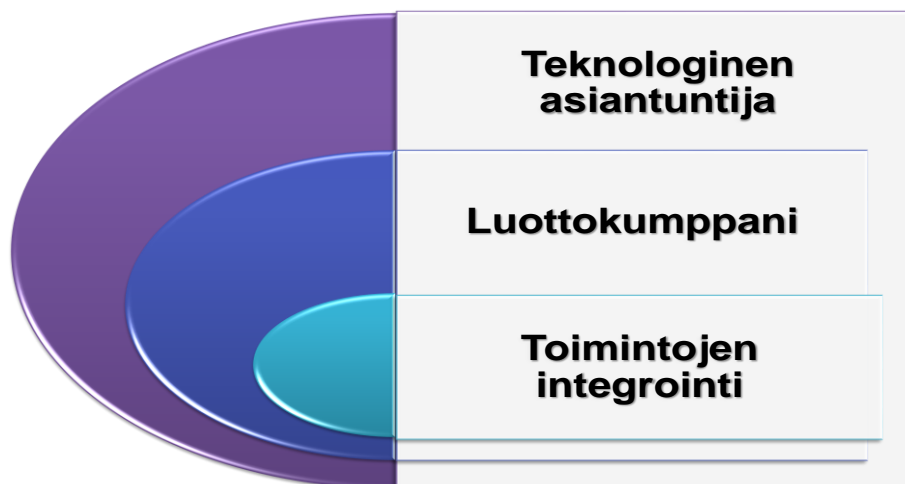 Teknologinen
asiantuntija
Luottokumppani
Toimintojen
integrointi